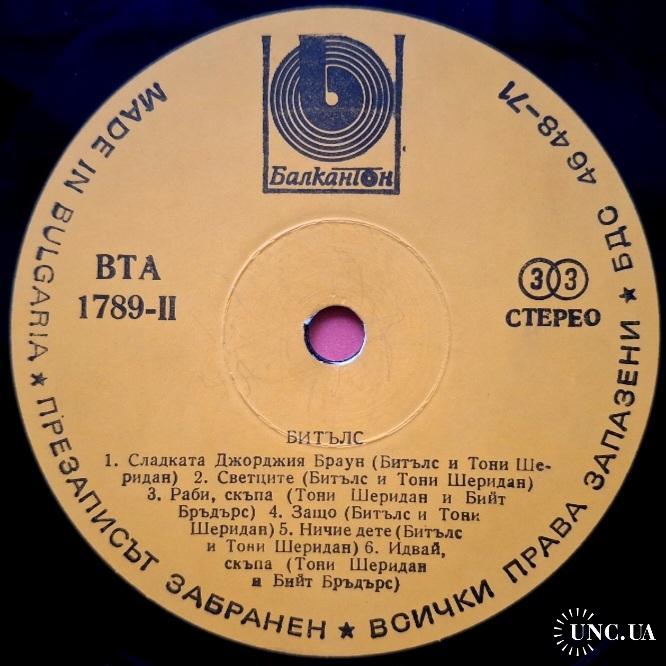 Балкантон
MADE IN BULGARIA ★ ПРЕЗАПИСЪТ ЗАБРАНЕН ★ ВСИЧКИ ПРАВА ЗАПАЗЕНИ ★ БДС 4648-71
ВТА
1789-II
33
СТЕРЕО
БИТЪЛС
1. Сладката Джорджия Браун (Битълс и Тони Ше-
ридан) 2. Светците (Битълс и Тони Шеридан)
3. Раби, скъпа (Тони Шеридан и Бийт
Бръдърс) 4. Защо (Битълс и Тони
Шеридан) 5. Ничие дете (Битълс
и Тони Шеридан) 6. Идвай,
скъпа (Тони Шеридан
и Бийт Бръдърс)
UNC.UA